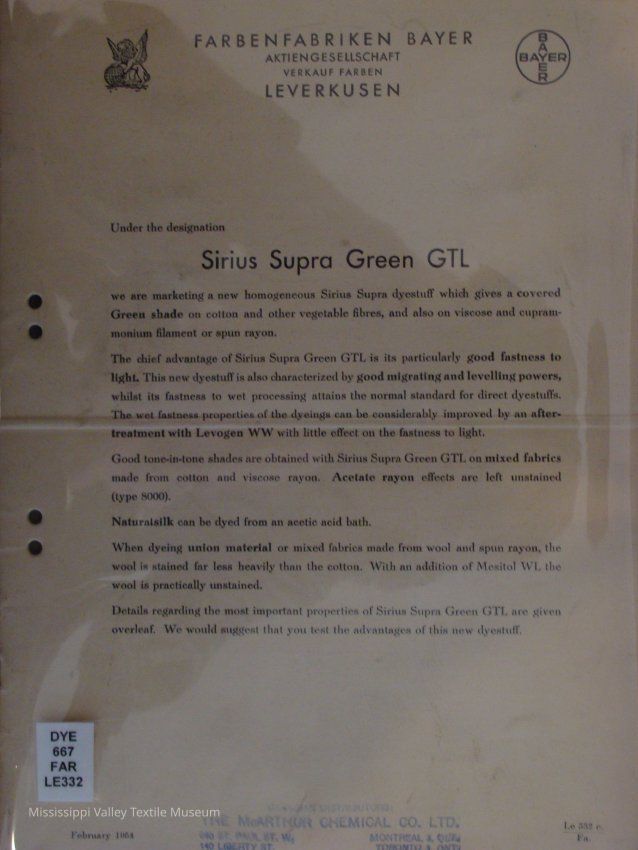 FARBENFABRIKEN BAYER
AKTIENGESELLSCHAFT
VERKAUF FARBEN
LEVERKUSEN
BAYER
BAYER
Under the designation
Sirius Supra Green GTL
we are marketing a new homogeneous Sirius Supra dyestuff which gives a covered
Green shade on cotton and other vegetable fibres, and also on viscose and cupram-
monium filament or spun rayon.
The chief advantage of Sirius Supra Green GTL is its particularly good fastness to
light. This new dyestuff is also characterized by good migrating and levelling powers,
whilst its fastness to wet processing attains the normal standard for direct dyestuffs.
The wet fastness properties of the dyeings can be considerably improved by an after-
treatment with Levogen WW with little effect on the fastness to light.
Good tone-in-tone shades are obtained with Sirius Supra Green GTL on mixed fabrics
made from cotton and viscose rayon. Acetate rayon effects are left unstained
(type 8000).
Natural silk can be dyed from an acetic acid bath.
When dyeing union material or mixed fabrics made from wool and spun rayon, the
wool is stained far less heavily than the cotton. With an addition of Mesitol WL the
wool is practically unstained.
Details regarding the most important properties of Sirius Supra Green GTL are given
overleaf. We would suggest that you test the advantages of this new dyestuff.
DYE
667
FAR
LE332
Mississippi Valley Textile Museum
February 1954
THE McARTHUR CHEMICAL CO. LTD.
ST. PAUL ST. W, MONTREAL
140 LIBERTY ST.
Le 332 e
Fa.